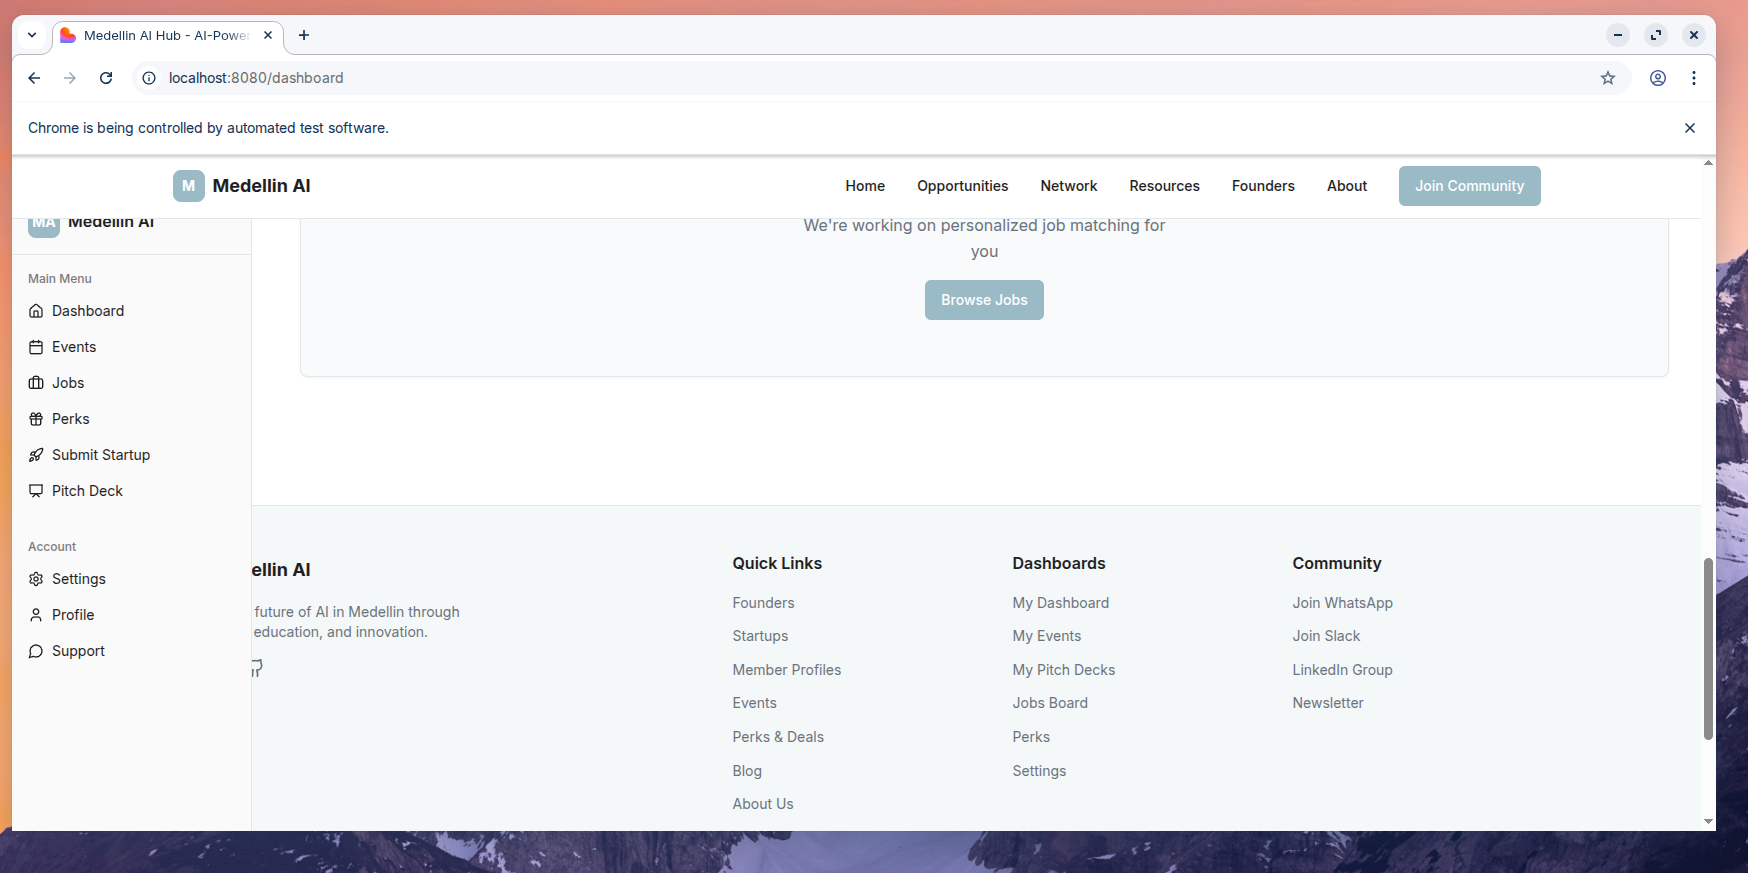 Medellin AI Hub - AI-Power
localhost:8080/dashboard
Chrome is being controlled by automated test software.
M Medellin AI
Home Opportunities Network Resources Founders About Join Community
MA Medellin AI
Main Menu
Dashboard
Events
Jobs
Perks
Submit Startup
Pitch Deck
Account
Settings
Profile
Support
We're working on personalized job matching for
you
Browse Jobs
ellin AI
future of AI in Medellin through
education, and innovation.
Quick Links
Founders
Startups
Member Profiles
Events
Perks & Deals
Blog
About Us
Dashboards
My Dashboard
My Events
My Pitch Decks
Jobs Board
Perks
Settings
Community
Join WhatsApp
Join Slack
LinkedIn Group
Newsletter